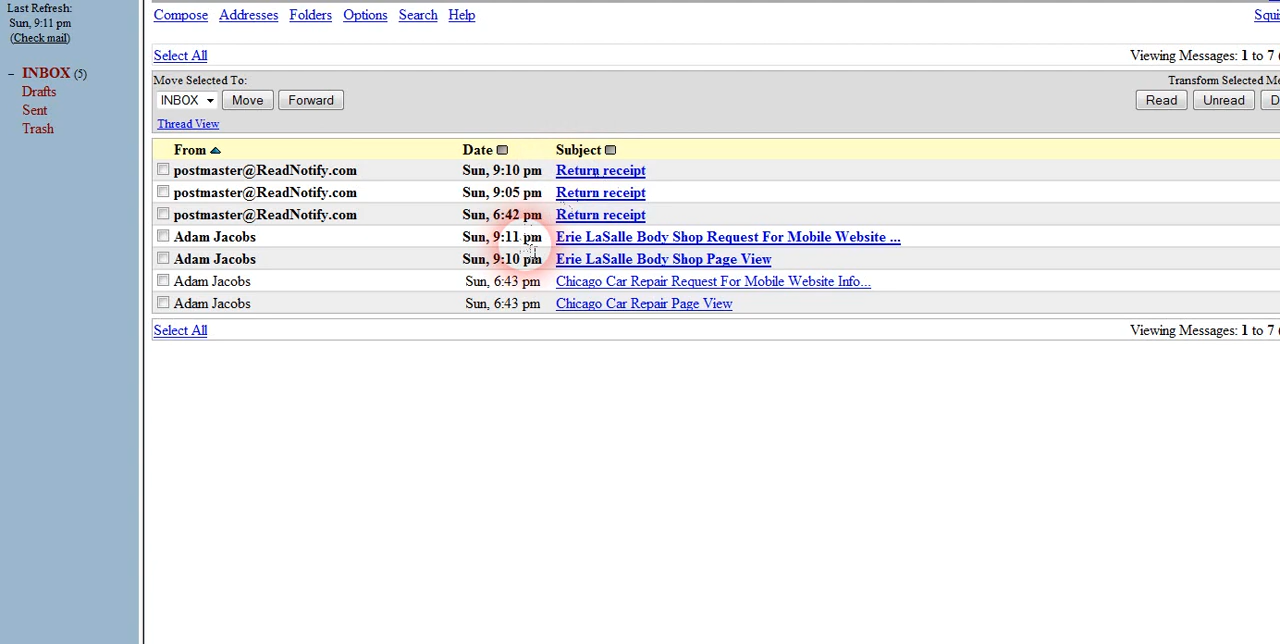 Last Refresh:
Sun, 9:11 pm
(Check mail)
– INBOX (5)
Drafts
Sent
Trash
Compose Addresses Folders Options Search Help Squi
Select All Viewing Messages: 1 to 7 (
Move Selected To: Transform Selected Me
INBOX Move Forward Read Unread D
Thread View
From Date Subject
postmaster@ReadNotify.com Sun, 9:10 pm Return receipt
postmaster@ReadNotify.com Sun, 9:05 pm Return receipt
postmaster@ReadNotify.com Sun, 6:42 pm Return receipt
Adam Jacobs Sun, 9:11 pm Erie LaSalle Body Shop Request For Mobile Website ...
Adam Jacobs Sun, 9:10 pm Erie LaSalle Body Shop Page View
Adam Jacobs Sun, 6:43 pm Chicago Car Repair Request For Mobile Website Info...
Adam Jacobs Sun, 6:43 pm Chicago Car Repair Page View
Select All Viewing Messages: 1 to 7 (